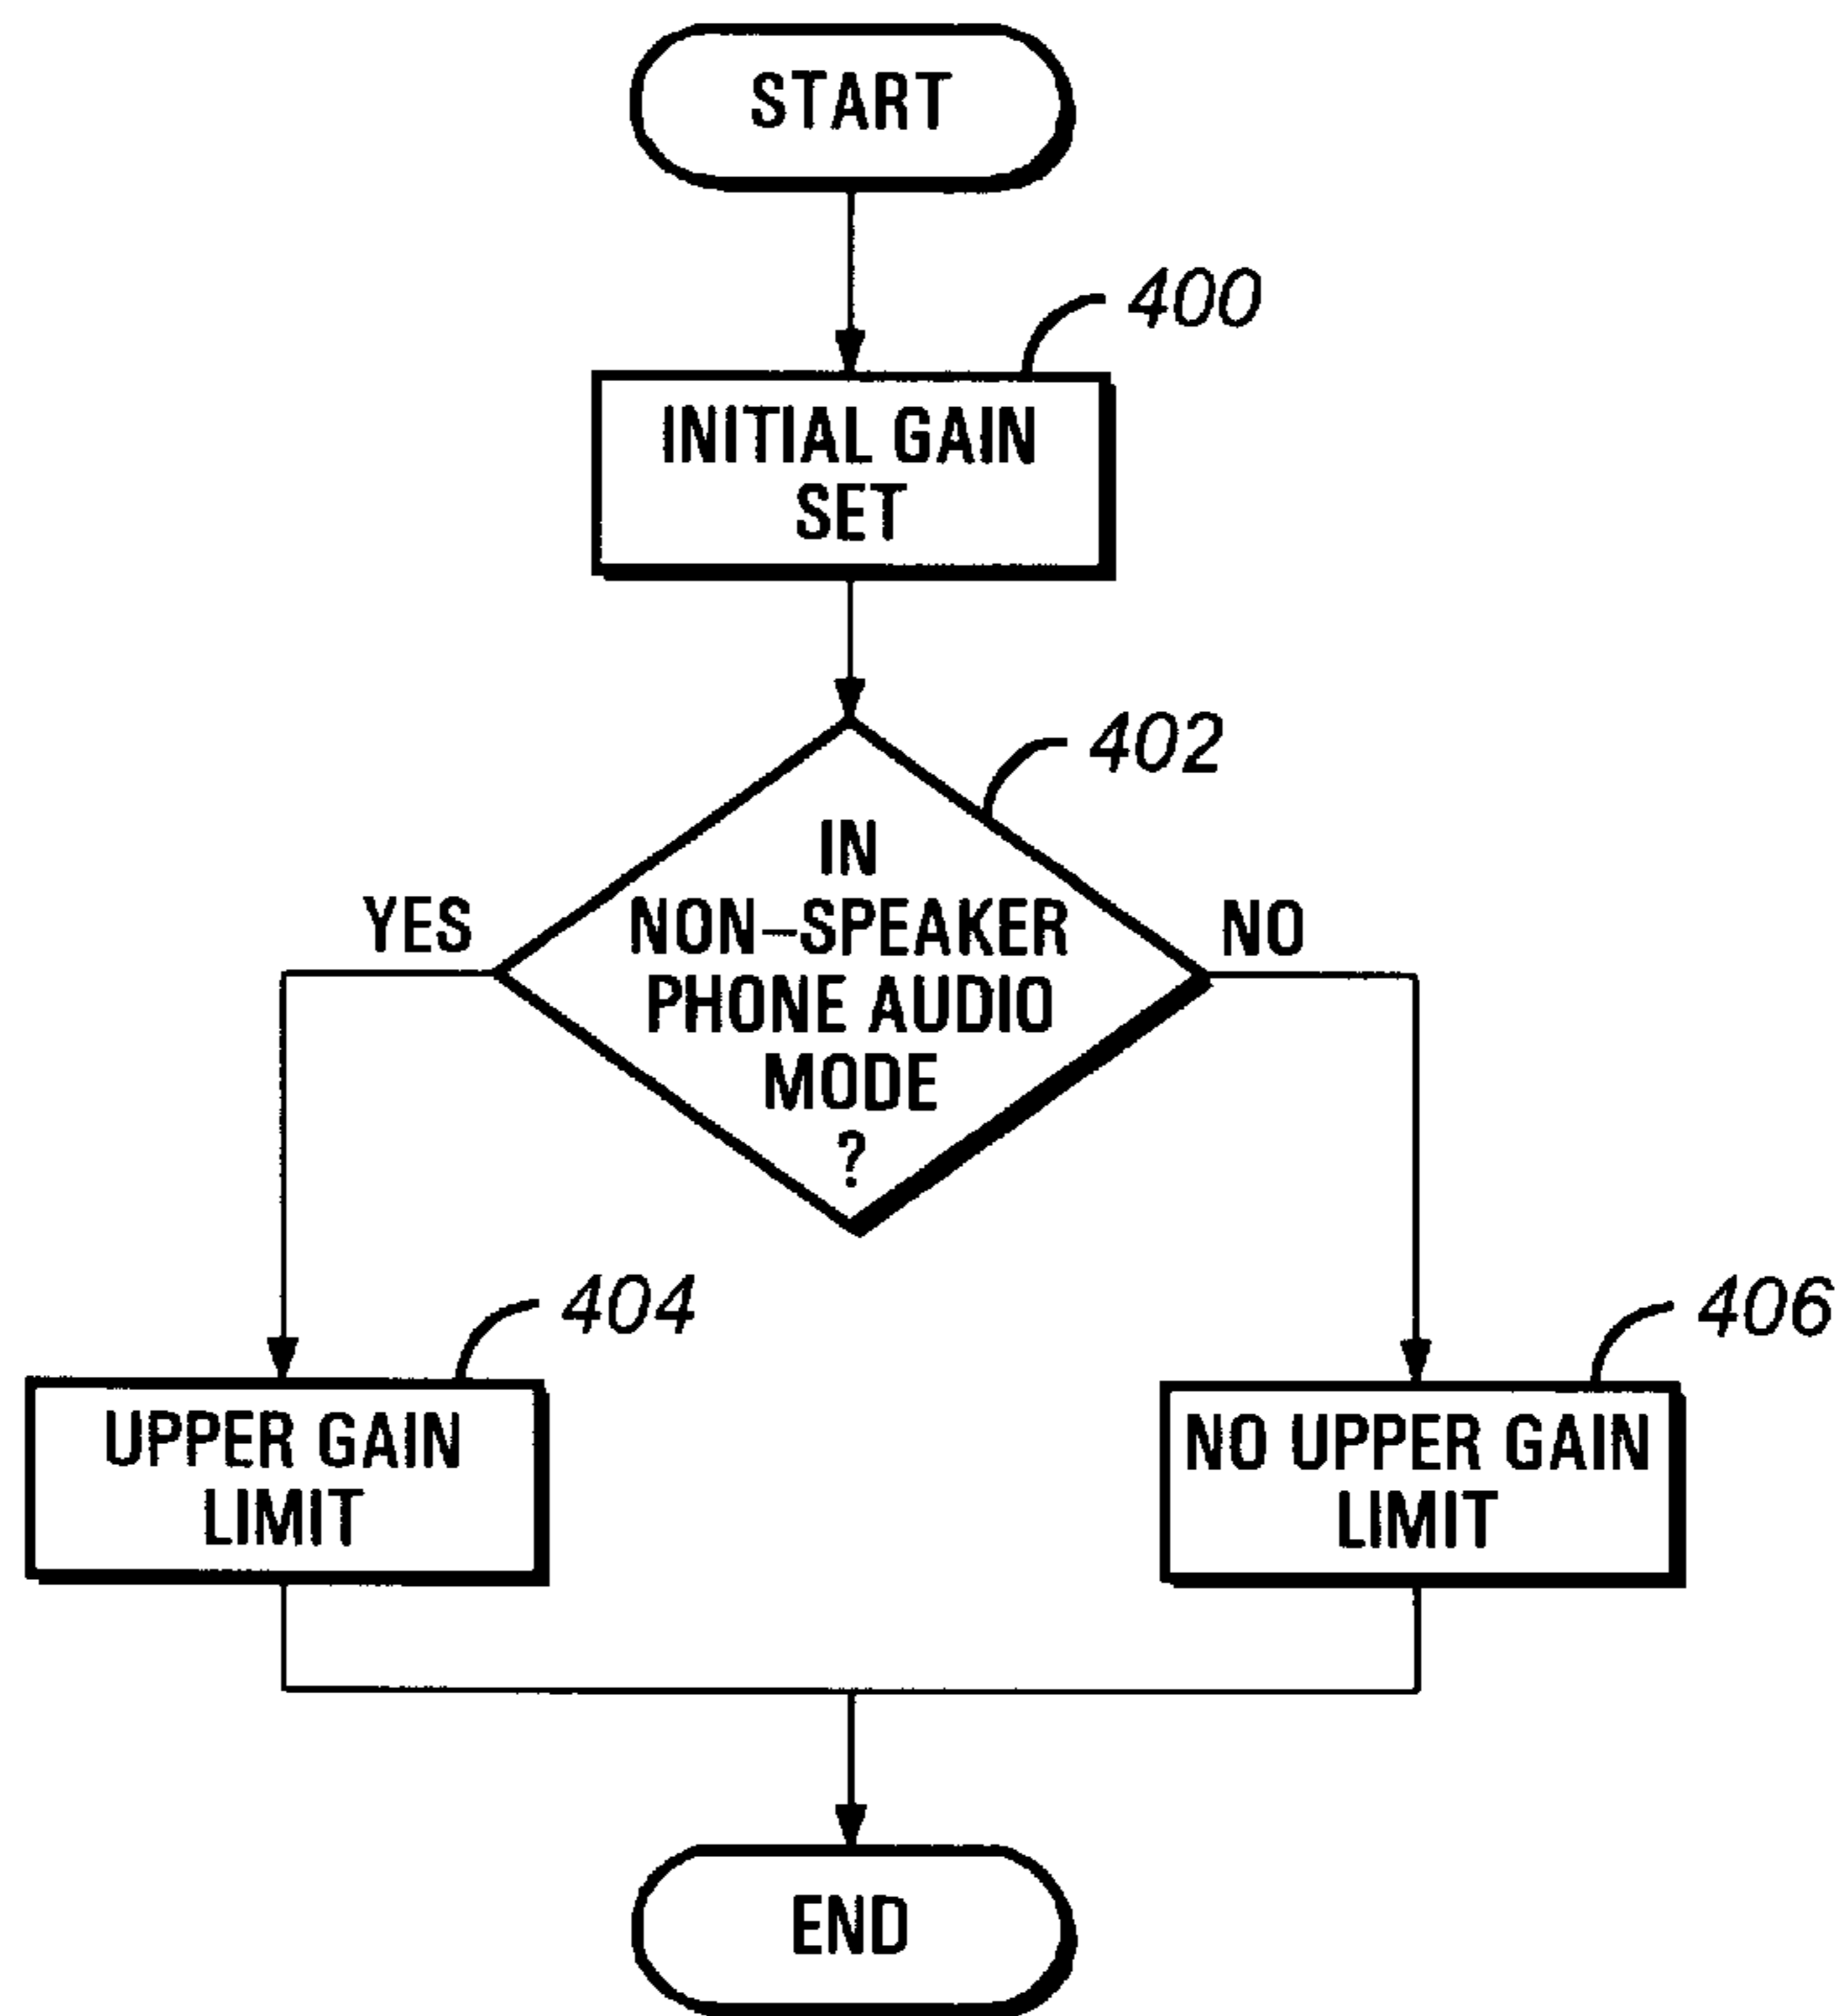 START
400
INITIAL GAIN
SET
402
IN
NON-SPEAKER
PHONE AUDIO
MODE
?
YES
NO
404
UPPER GAIN
LIMIT
406
NO UPPER GAIN
LIMIT
END